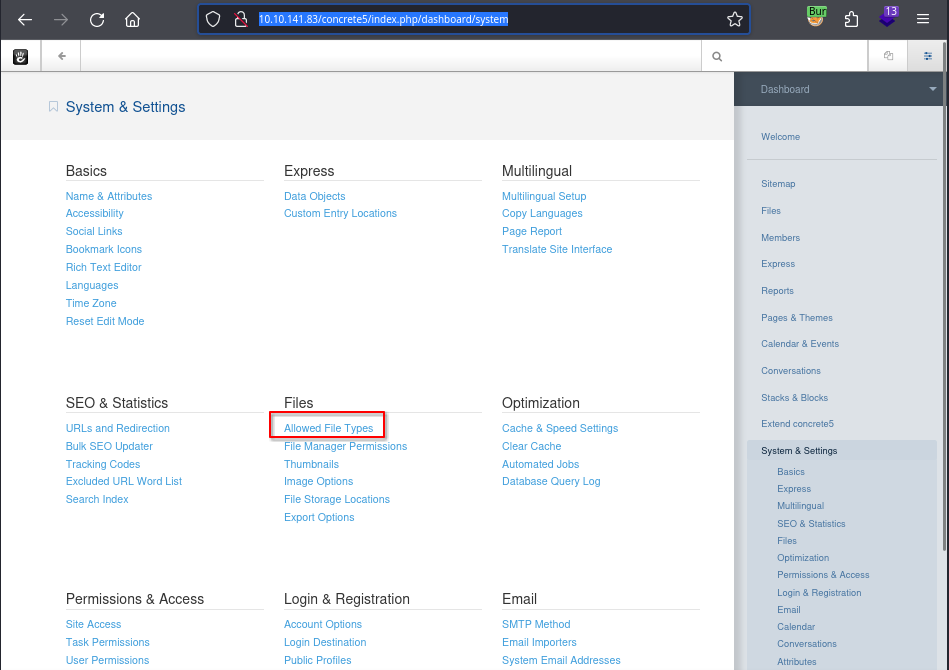 Bur
13
10.10.141.83/concrete5/index.php/dashboard/system
System & Settings
Basics
Name & Attributes
Accessibility
Social Links
Bookmark Icons
Rich Text Editor
Languages
Time Zone
Reset Edit Mode
Express
Data Objects
Custom Entry Locations
Multilingual
Multilingual Setup
Copy Languages
Page Report
Translate Site Interface
SEO & Statistics
URLs and Redirection
Bulk SEO Updater
Tracking Codes
Excluded URL Word List
Search Index
Files
Allowed File Types
File Manager Permissions
Thumbnails
Image Options
File Storage Locations
Export Options
Optimization
Cache & Speed Settings
Clear Cache
Automated Jobs
Database Query Log
Permissions & Access
Site Access
Task Permissions
User Permissions
Login & Registration
Account Options
Login Destination
Public Profiles
Email
SMTP Method
Email Importers
System Email Addresses
Dashboard
Welcome
Sitemap
Files
Members
Express
Reports
Pages & Themes
Calendar & Events
Conversations
Stacks & Blocks
Extend concrete5
System & Settings
Basics
Express
Multilingual
SEO & Statistics
Files
Optimization
Permissions & Access
Login & Registration
Email
Calendar
Conversations
Attributes